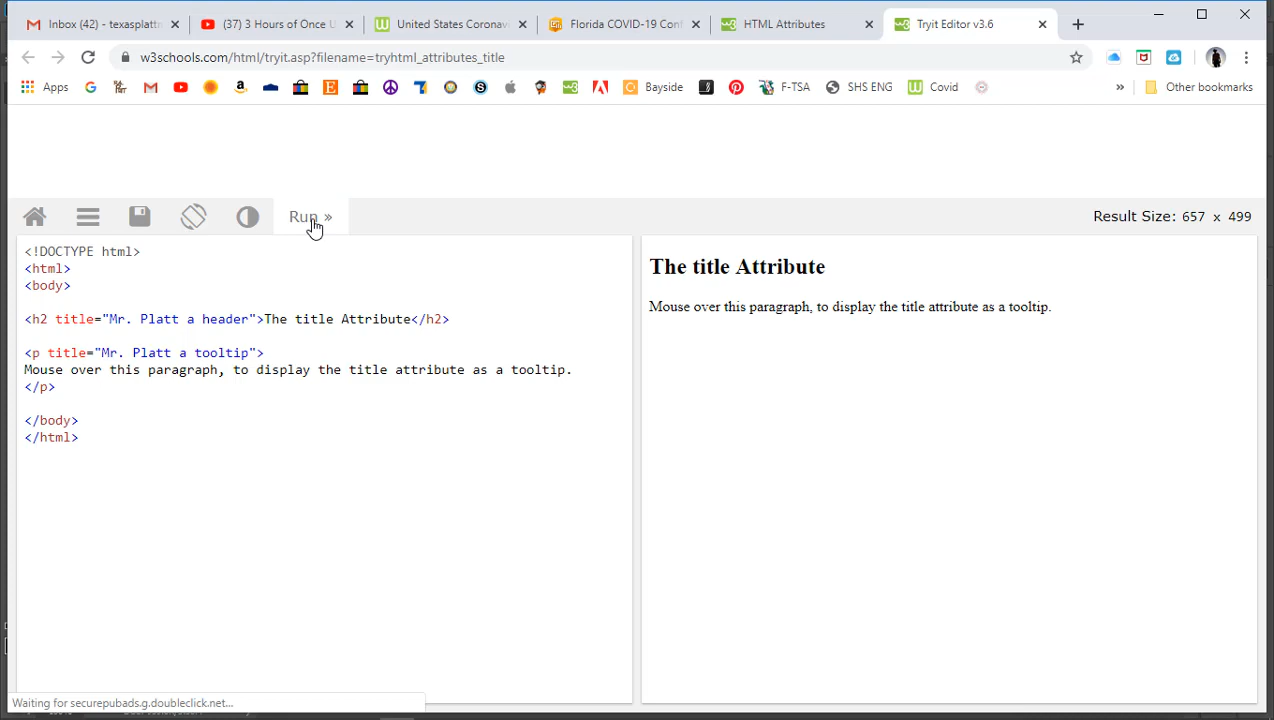 Inbox (42) - texasplattn
(37) 3 Hours of Once U
United States Coronavi
Florida COVID-19 Conf
HTML Attributes
Tryit Editor v3.6
w3schools.com/html/tryit.asp?filename=tryhtml_attributes_title
Apps
Bayside
F-TSA
SHS ENG
Covid
»
Other bookmarks
Run »
Result Size: 657 x 499
<!DOCTYPE html>
<html>
<body>
<h2 title="Mr. Platt a header">The title Attribute</h2>
<p title="Mr. Platt a tooltip">
Mouse over this paragraph, to display the title attribute as a tooltip.
</p>
</body>
</html>
The title Attribute
Mouse over this paragraph, to display the title attribute as a tooltip.
Waiting for securepubads.g.doubleclick.net...